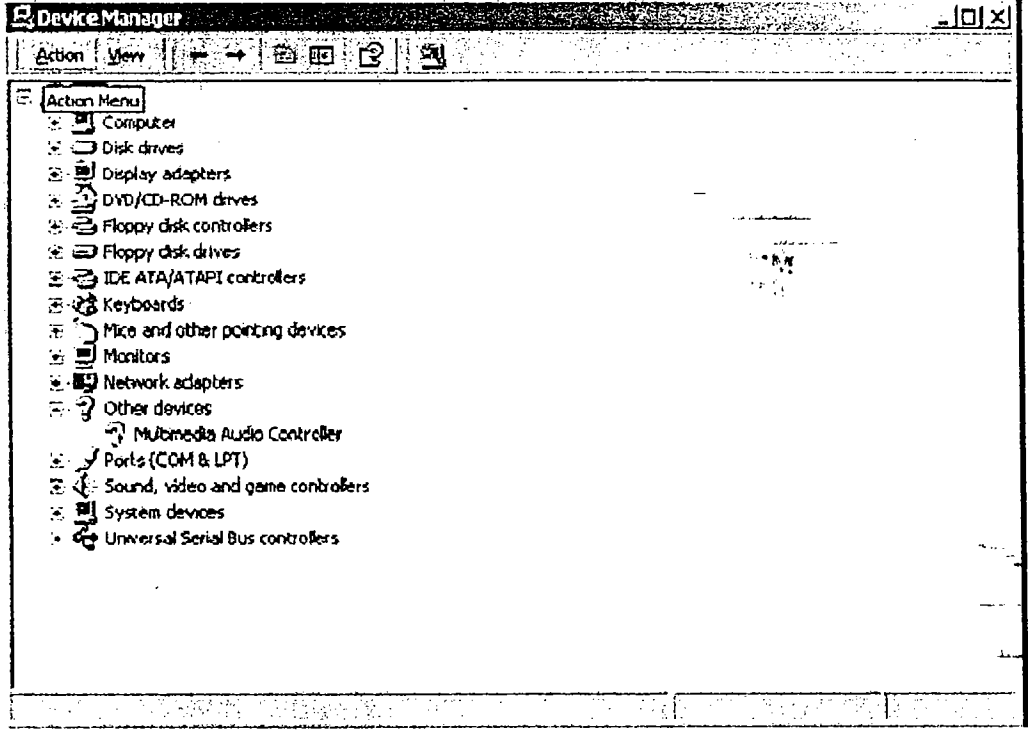 Device Manager
Action View
Action Menu
Computer
Disk drives
Display adapters
DVD/CD-ROM drives
Floppy disk controllers
Floppy disk drives
IDE ATA/ATAPI controllers
Keyboards
Mice and other pointing devices
Monitors
Network adapters
Other devices
Multimedia Audio Controller
Ports (COM & LPT)
Sound, video and game controllers
System devices
Universal Serial Bus controllers